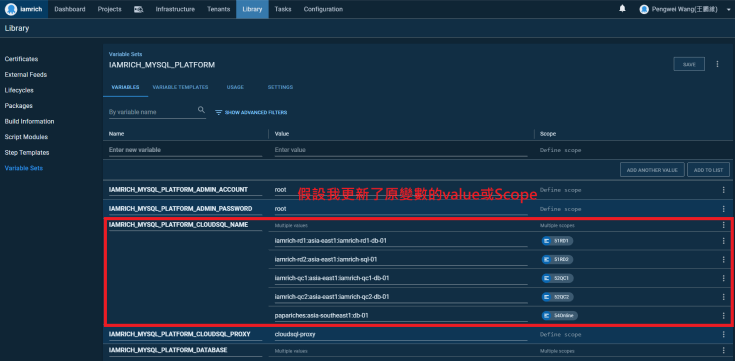 Iamrich
Dashboard
Projects
Infrastructure
Tenants
Library
Tasks
Configuration
Pengwei Wang(王鵬維)
Library
Certificates
External Feeds
Lifecycles
Packages
Build Information
Script Modules
Step Templates
Variable Sets
Variable Sets
IAMRICH_MYSQL_PLATFORM
SAVE
VARIABLES
VARIABLE TEMPLATES
USAGE
SETTINGS
By variable name
SHOW ADVANCED FILTERS
Name Value Scope
Enter new variable Enter value Define scope
ADD ANOTHER VALUE ADD TO LIST
假設我更新了原變數的value或Scope
IAMRICH_MYSQL_PLATFORM_ADMIN_ACCOUNT root Define scope
IAMRICH_MYSQL_PLATFORM_ADMIN_PASSWORD root Define scope
IAMRICH_MYSQL_PLATFORM_CLOUDSQL_NAME Multiple values Multiple scopes
iamrich-rd1:asia-east1:iamrich-rd1-db-01 S1RD1
iamrich-rd2:asia-east1:iamrich-sql-01 S1RD2
iamrich-qc1:asia-east1:iamrich-qc1-db-01 S2QC1
iamrich-qc2:asia-east1:iamrich-qc2-db-01 S2QC2
papariches:asia-southeast1:db-01 S4Online
IAMRICH_MYSQL_PLATFORM_CLOUDSQL_PROXY cloudsql-proxy Define scope
IAMRICH_MYSQL_PLATFORM_DATABASE Multiple values Multiple scopes